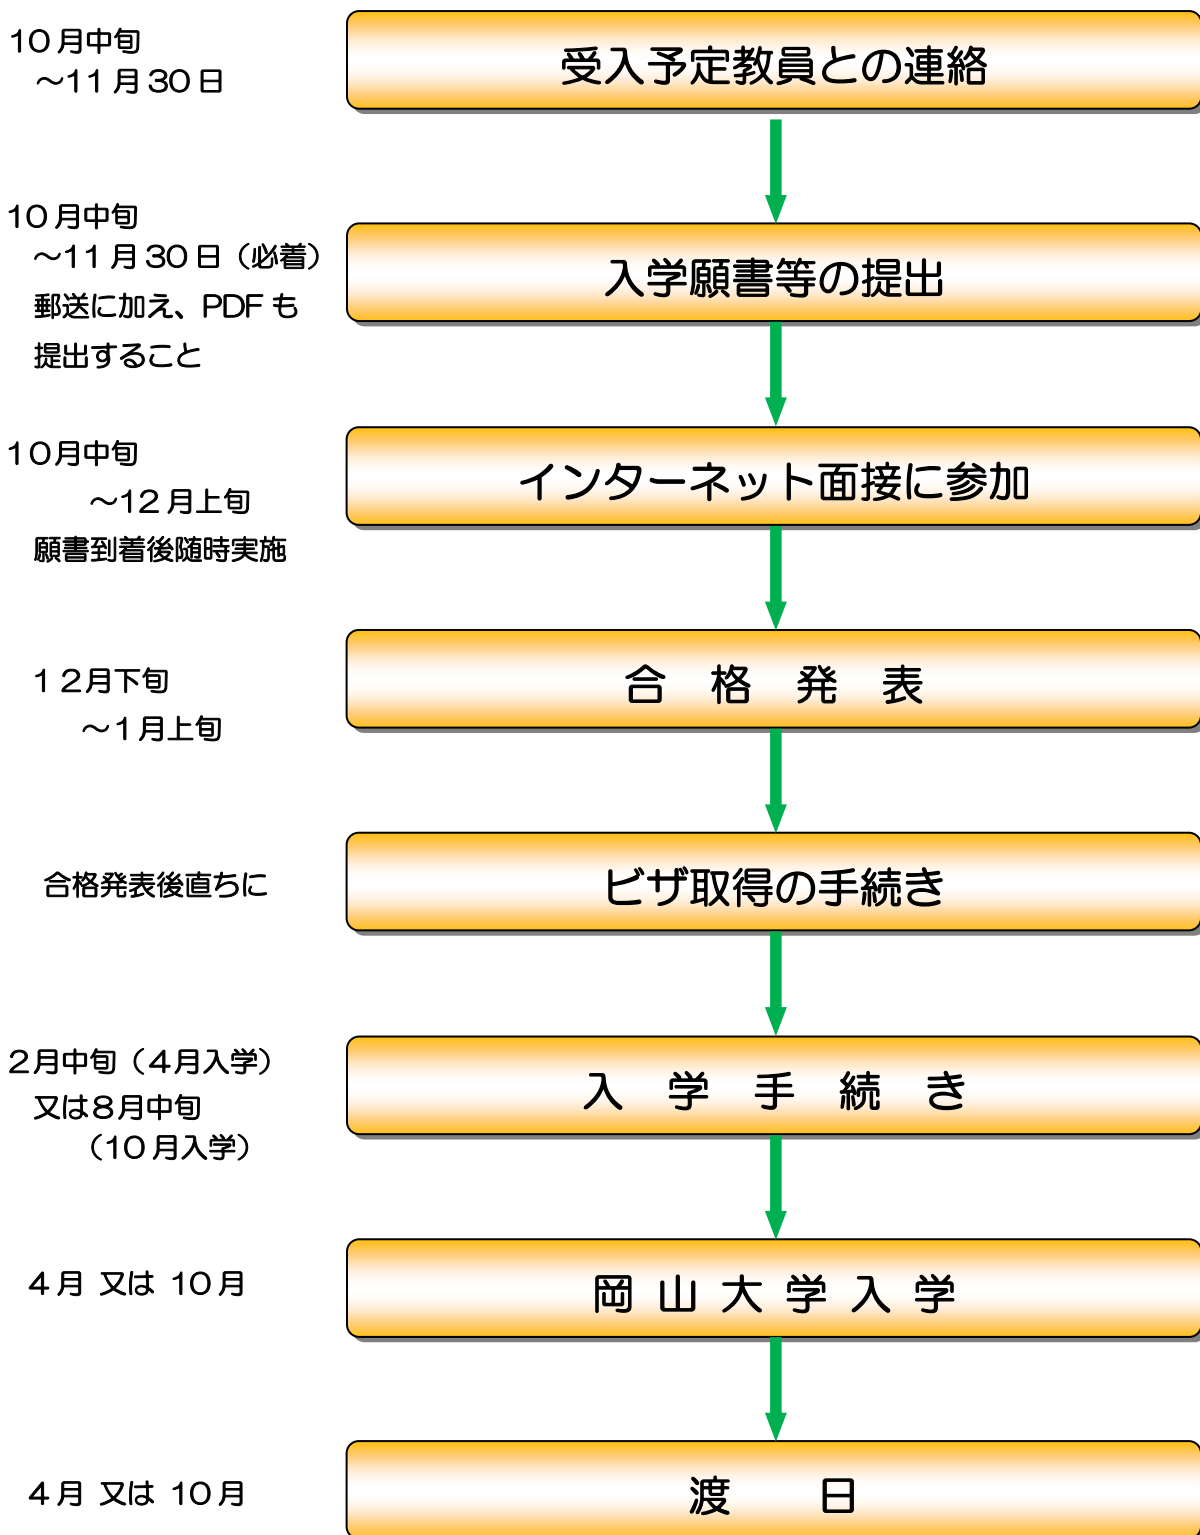 10月中旬
～11月30日
受入予定教員との連絡
10月中旬
～11月30日（必着）
郵送に加え、PDFも
提出すること
入学願書等の提出
10月中旬
～12月上旬
願書到着後随時実施
インターネット面接に参加
12月下旬
～1月上旬
合　格　発　表
合格発表後直ちに
ビザ取得の手続き
2月中旬（4月入学）
又は8月中旬
（10月入学）
入　学　手　続　き
4月 又は 10月
岡 山 大 学 入 学
4月 又は 10月
渡　　日